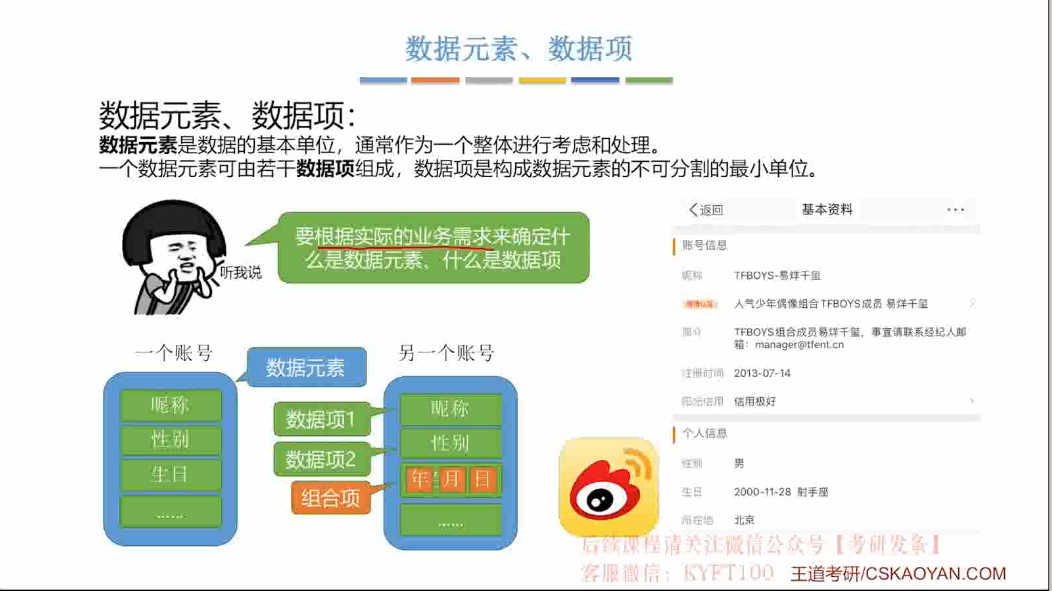 数据元素、数据项
数据元素、数据项：
数据元素是数据的基本单位，通常作为一个整体进行考虑和处理。
一个数据元素可由若干数据项组成，数据项是构成数据元素的不可分割的最小单位。
要根据实际的业务需求来确定什
么是数据元素、什么是数据项
听我说
一个账号
昵称
性别
生日
……
数据元素
数据项1
数据项2
组合项
另一个账号
昵称
性别
年 月 日
……
返回
基本资料
...
账号信息
昵称 TFBOYS-易烊千玺
微博认证 人气少年偶像组合TFBOYS成员 易烊千玺
简介 TFBOYS组合成员易烊千玺，事宜请联系经纪人邮
箱：manager@tfent.cn
注册时间 2013-07-14
阳光信用 信用极好
个人信息
性别 男
生日 2000-11-28 射手座
所在地 北京
后续课程请关注微信公众号【考研发条】
客服微信：KYFT100
王道考研/CSKAOYAN.COM